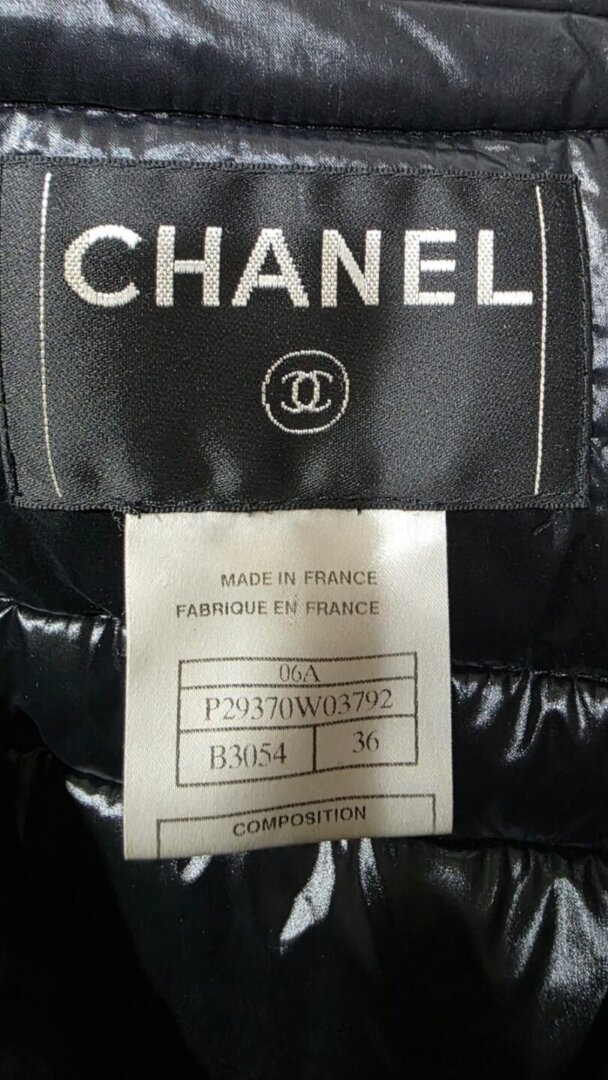 CHANEL
MADE IN FRANCE
FABRIQUE EN FRANCE
06A
P29370W03792
B3054 36
COMPOSITION